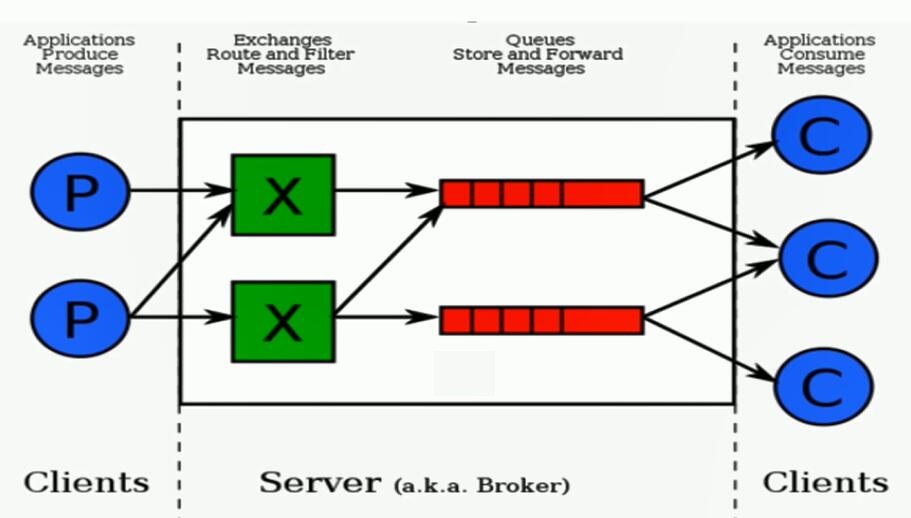 Applications
Produce
Messages
Exchanges
Route and Filter
Messages
Queues
Store and Forward
Messages
Applications
Consume
Messages
P
X
C
C
P
X
C
Clients
Server (a.k.a. Broker)
Clients